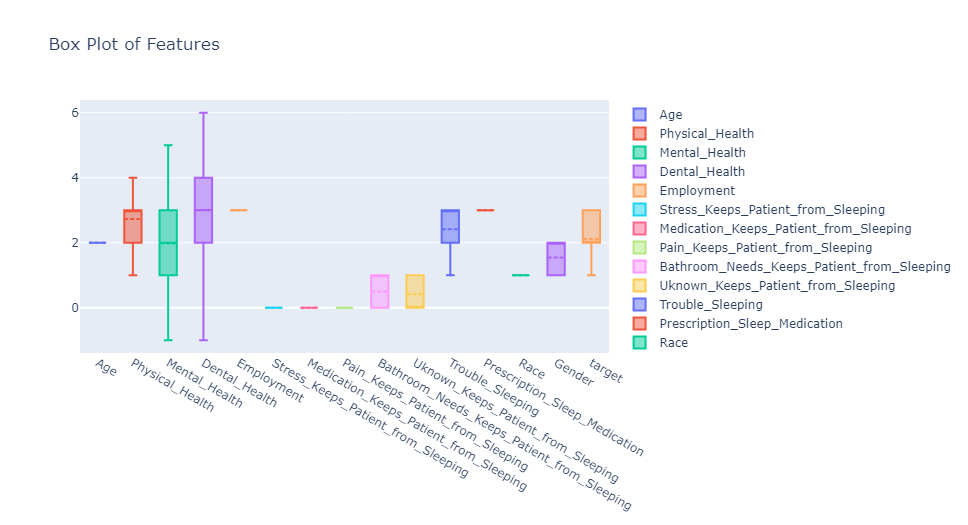 Box Plot of Features
6
4
2
0
Age
Physical_Health
Mental_Health
Dental_Health
Employment
Stress_Keeps_Patient_from_Sleeping
Medication_Keeps_Patient_from_Sleeping
Pain_Keeps_Patient_from_Sleeping
Bathroom_Needs_Keeps_Patient_from_Sleeping
Uknown_Keeps_Patient_from_Sleeping
Trouble_Sleeping
Prescription_Sleep_Medication
Race
Gender
target
Age
Physical_Health
Mental_Health
Dental_Health
Employment
Stress_Keeps_Patient_from_Sleeping
Medication_Keeps_Patient_from_Sleeping
Pain_Keeps_Patient_from_Sleeping
Bathroom_Needs_Keeps_Patient_from_Sleeping
Uknown_Keeps_Patient_from_Sleeping
Trouble_Sleeping
Prescription_Sleep_Medication
Race